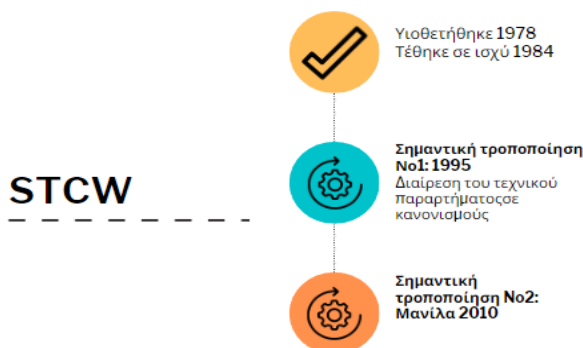 Υιοθετήθηκε 1978
Τέθηκε σε ισχύ 1984
Σημαντική τροποποίηση
Νο1: 1995
Διαίρεση του τεχνικού
παραρτήματοςσε
κανονισμούς
STCW
Σημαντική
τροποποίηση Νο2:
Μανίλα 2010